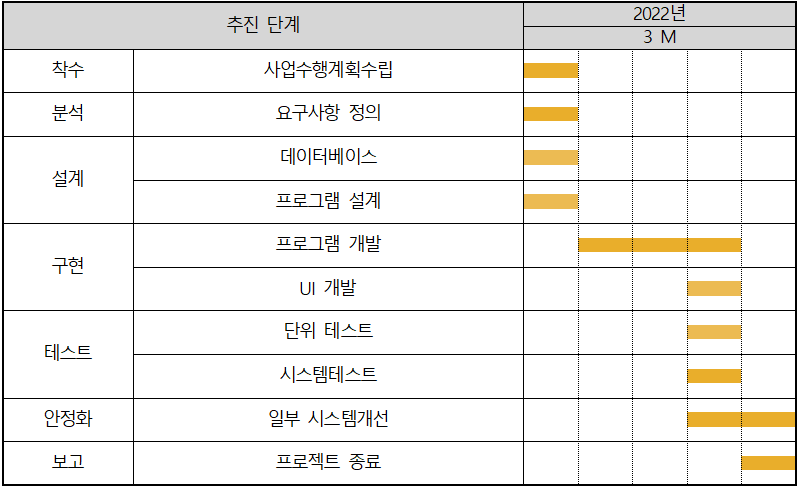 추진 단계
2022년
3 M
착수
사업수행계획수립
분석
요구사항 정의
설계
데이터베이스
프로그램 설계
구현
프로그램 개발
UI 개발
테스트
단위 테스트
시스템테스트
안정화
일부 시스템개선
보고
프로젝트 종료